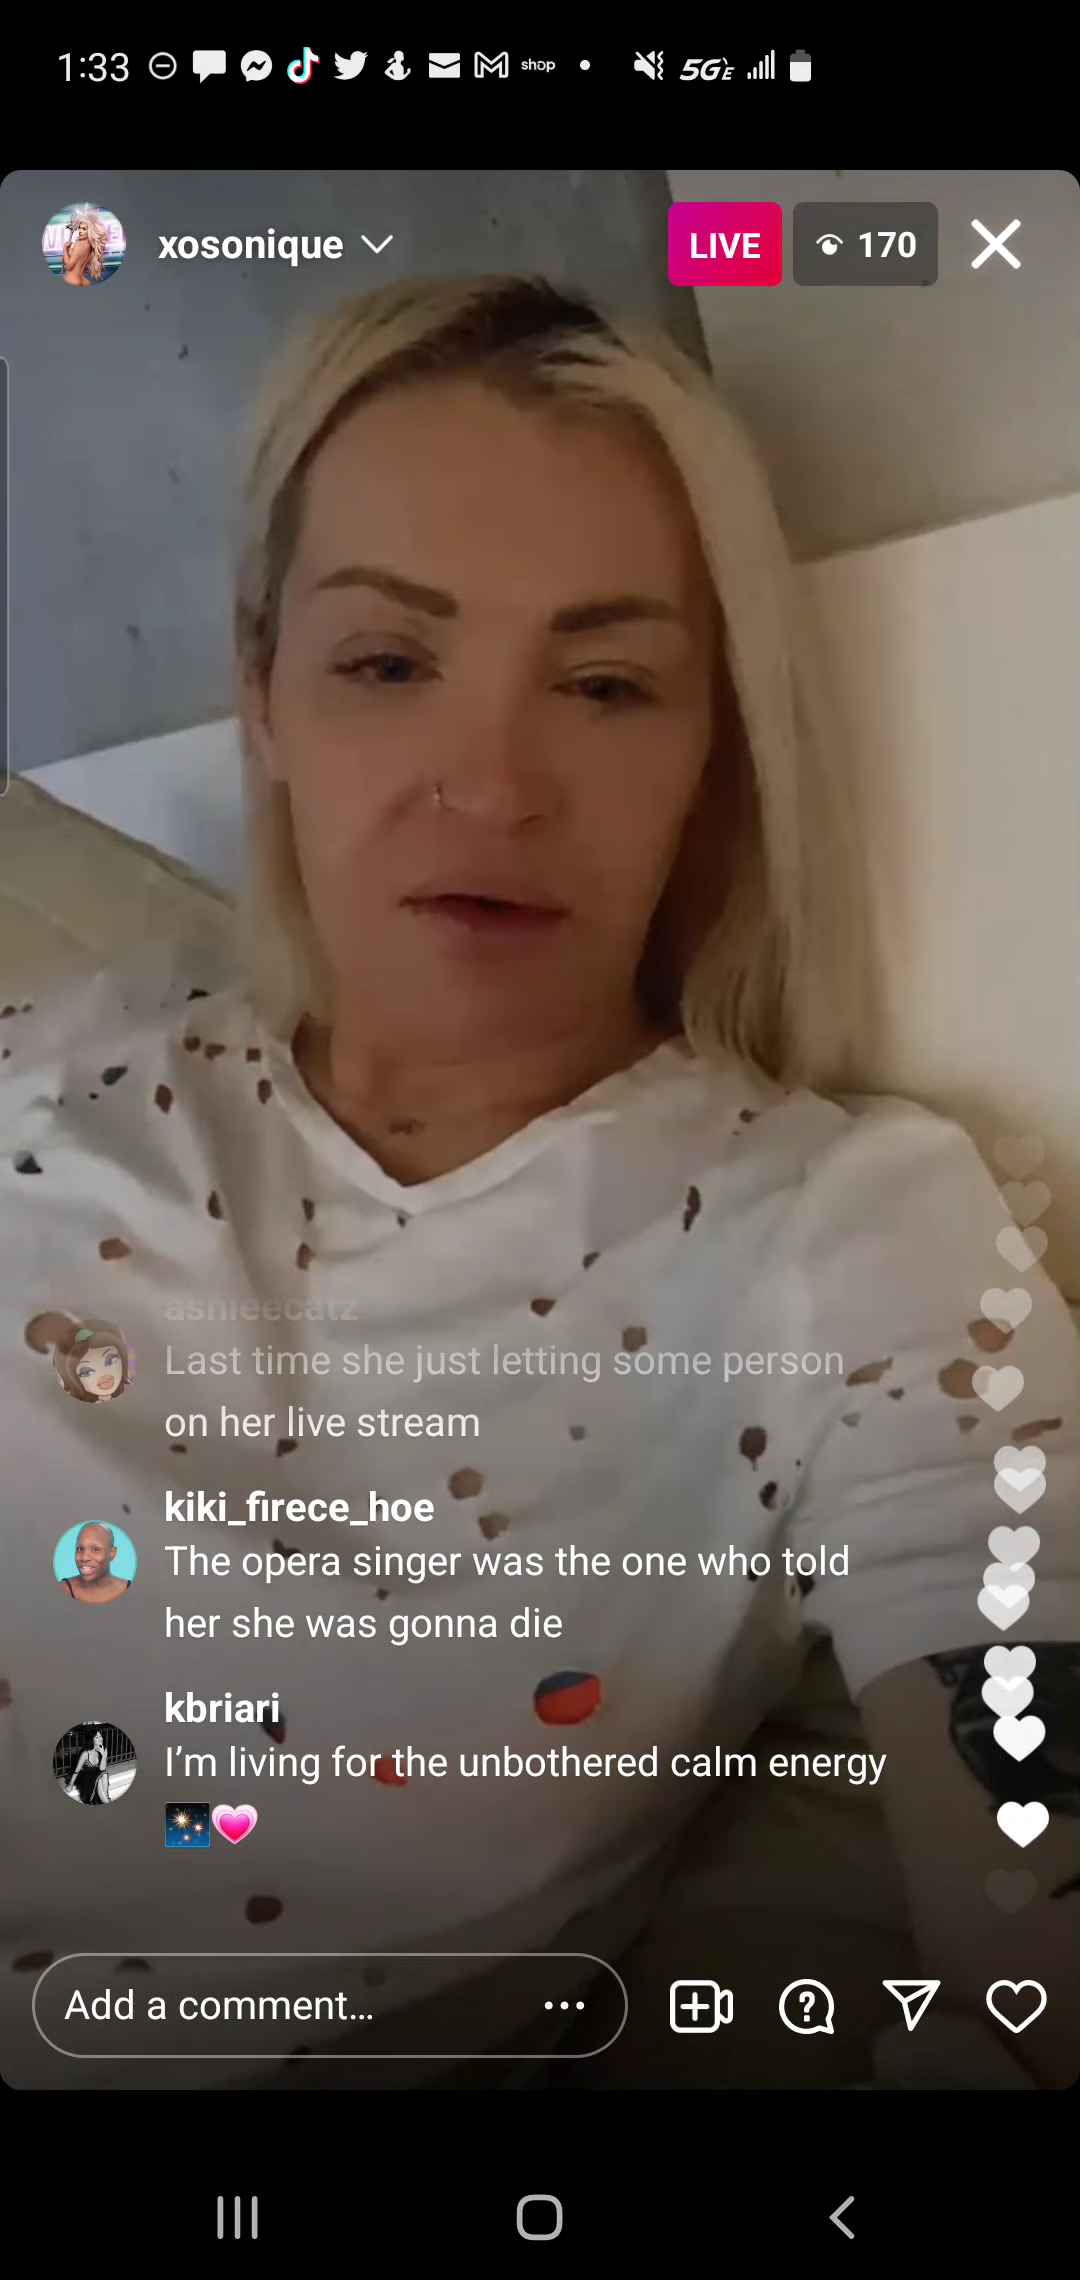 1:33 shop 5GE
xosonique LIVE 170
ashleecatz
Last time she just letting some person
on her live stream
kiki_firece_hoe
The opera singer was the one who told
her she was gonna die
kbriari
I’m living for the unbothered calm energy
🎇💗
Add a comment...